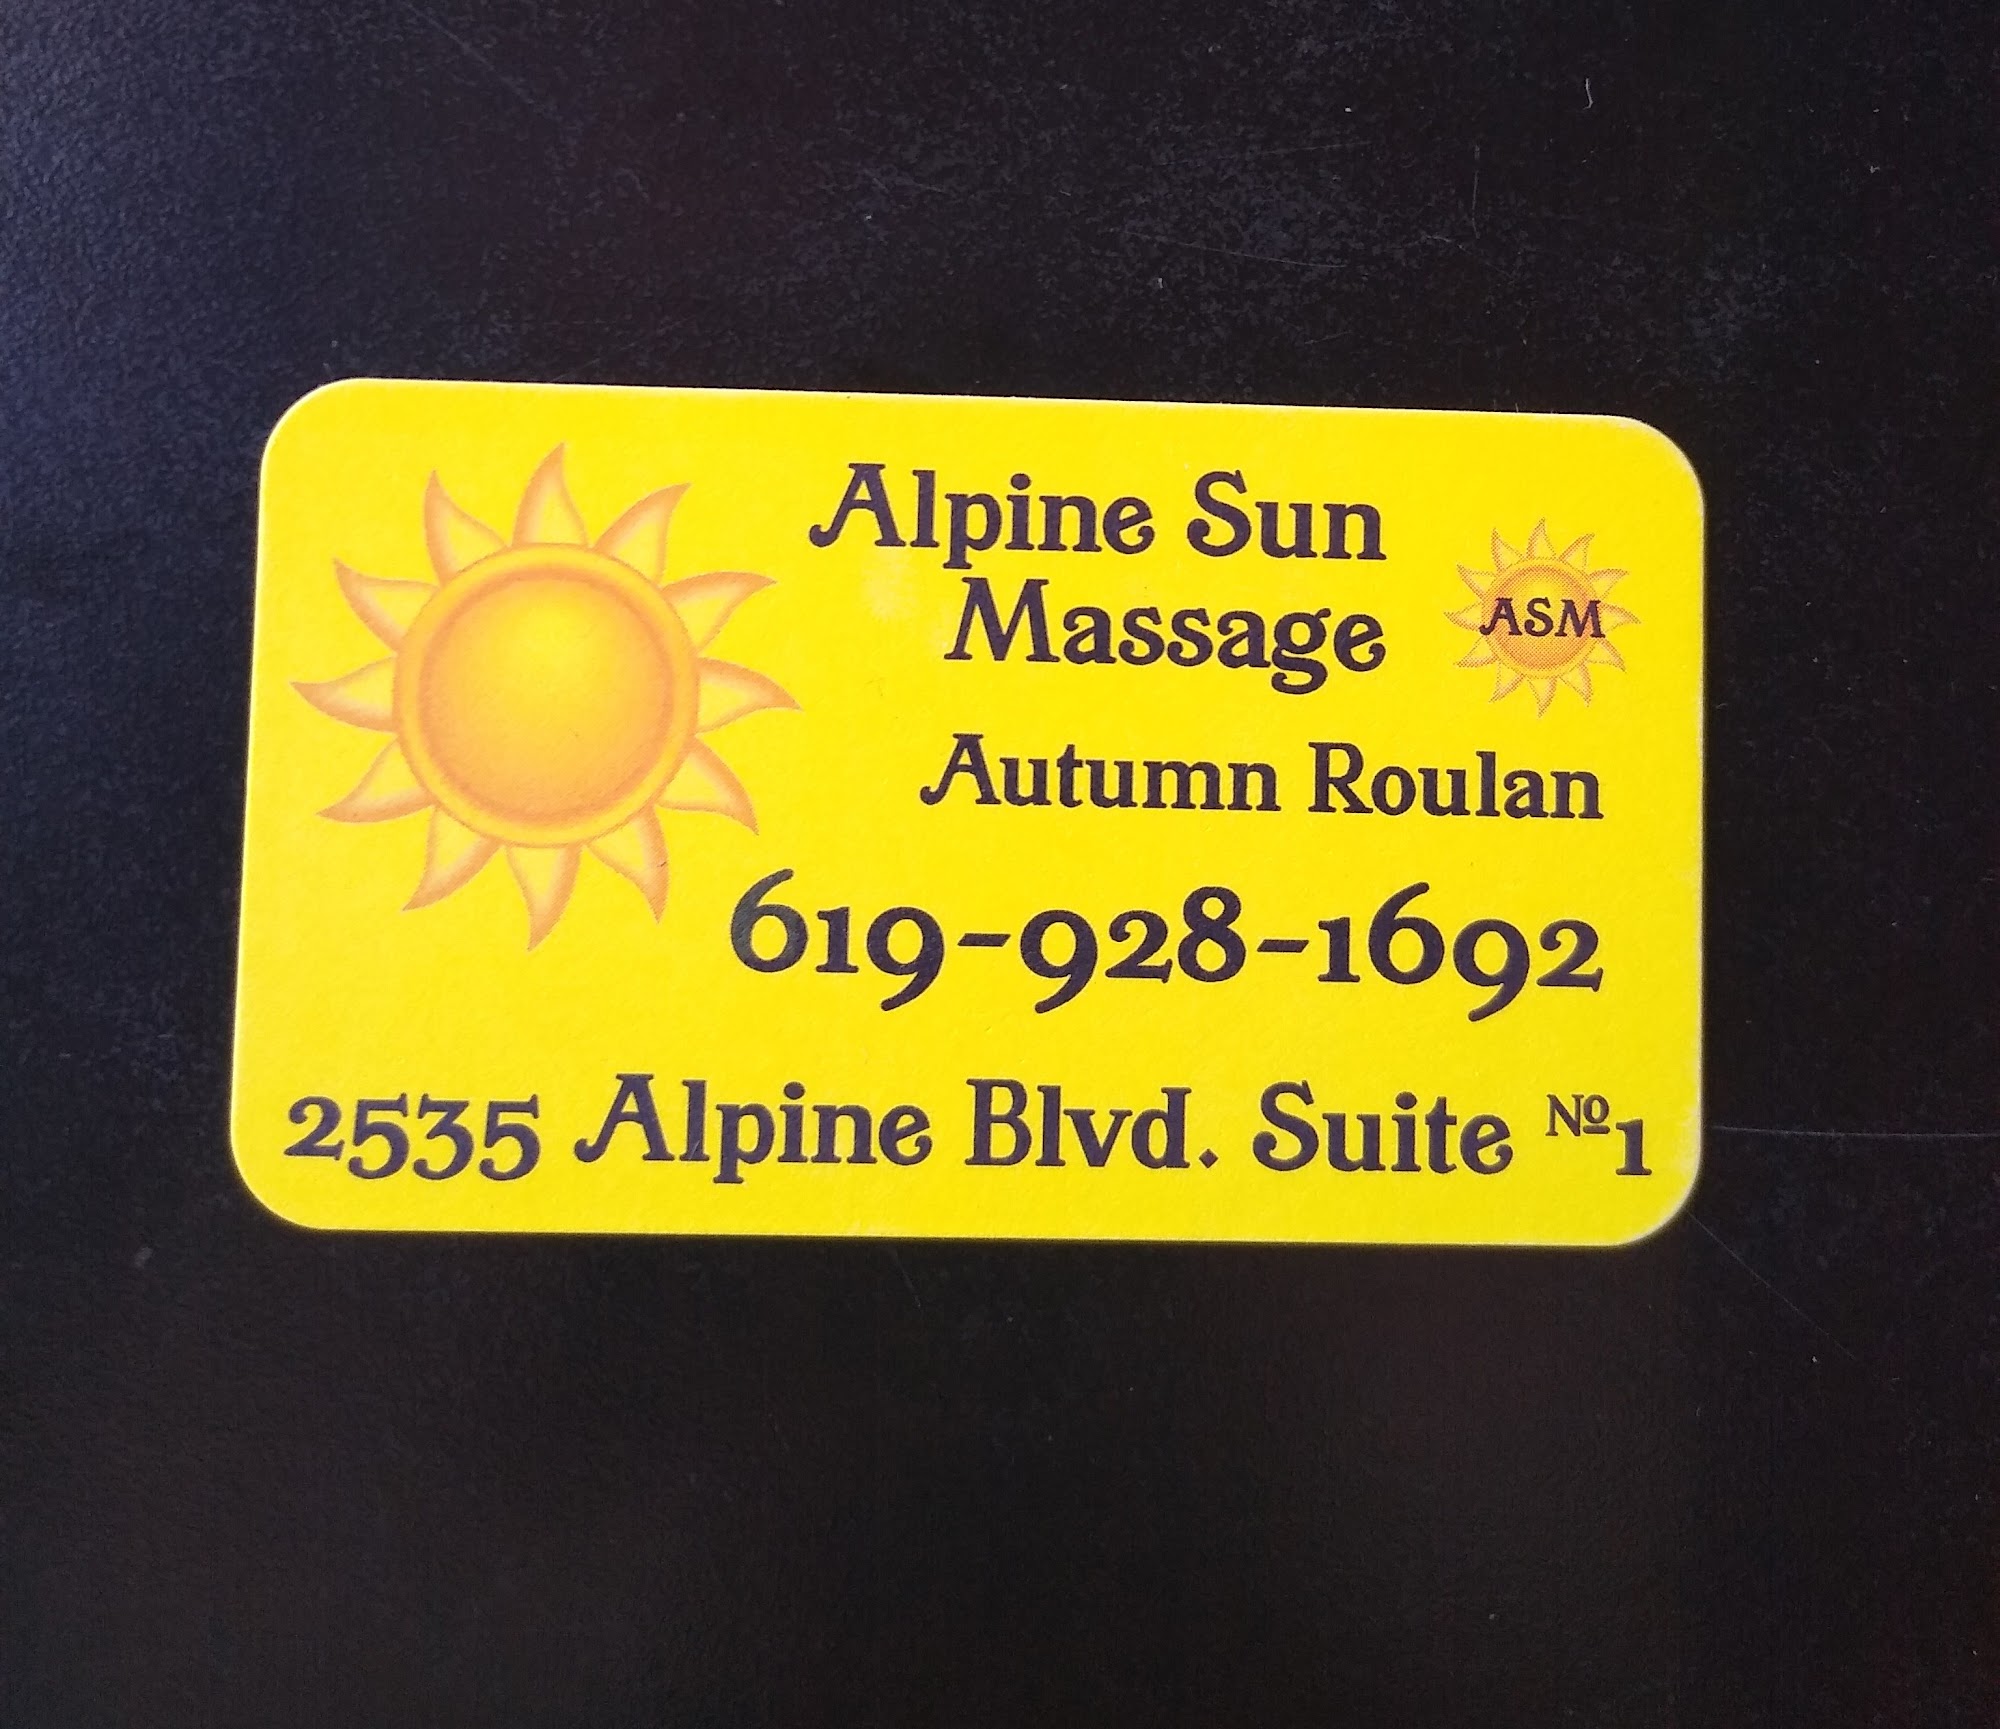 Alpine Sun
Massage
ASM
Autumn Roulan
619-928-1692
2535 Alpine Blvd. Suite №1